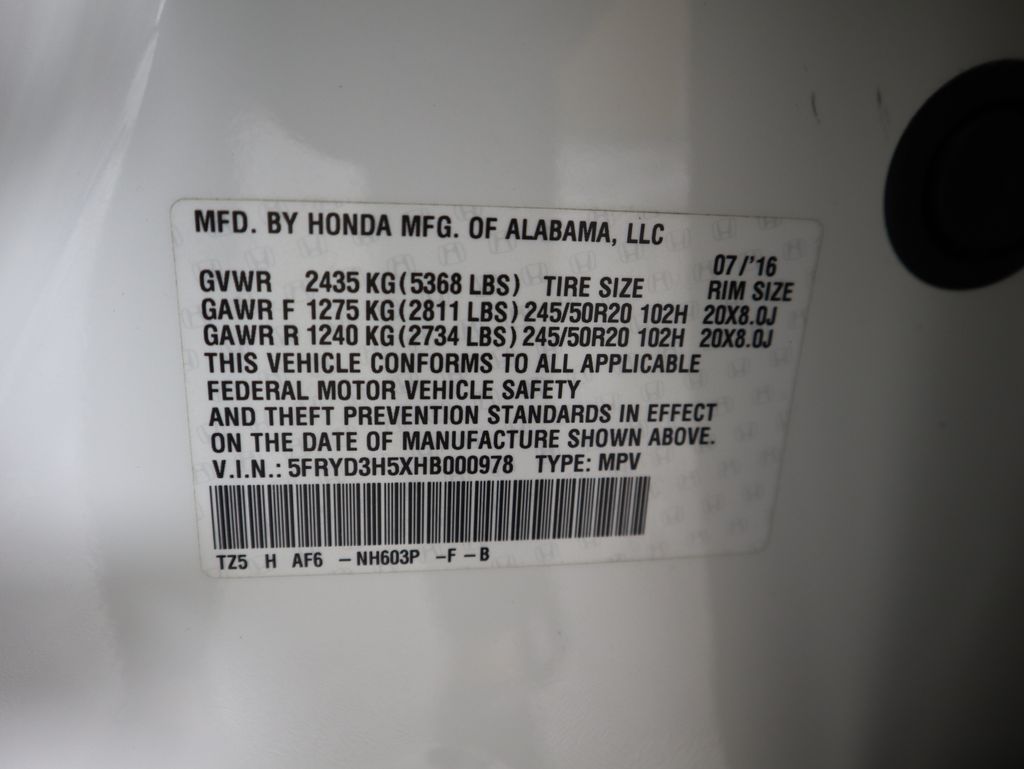 MFD. BY HONDA MFG. OF ALABAMA, LLC
07/'16
GVWR 2435 KG(5368 LBS) TIRE SIZE RIM SIZE
GAWR F 1275 KG(2811 LBS) 245/50R20 102H 20X8.0J
GAWR R 1240 KG(2734 LBS) 245/50R20 102H 20X8.0J
THIS VEHICLE CONFORMS TO ALL APPLICABLE
FEDERAL MOTOR VEHICLE SAFETY
AND THEFT PREVENTION STANDARDS IN EFFECT
ON THE DATE OF MANUFACTURE SHOWN ABOVE.
V.I.N.: 5FRYD3H5XHB000978 TYPE: MPV
TZ5 H AF6 -NH603P -F-B